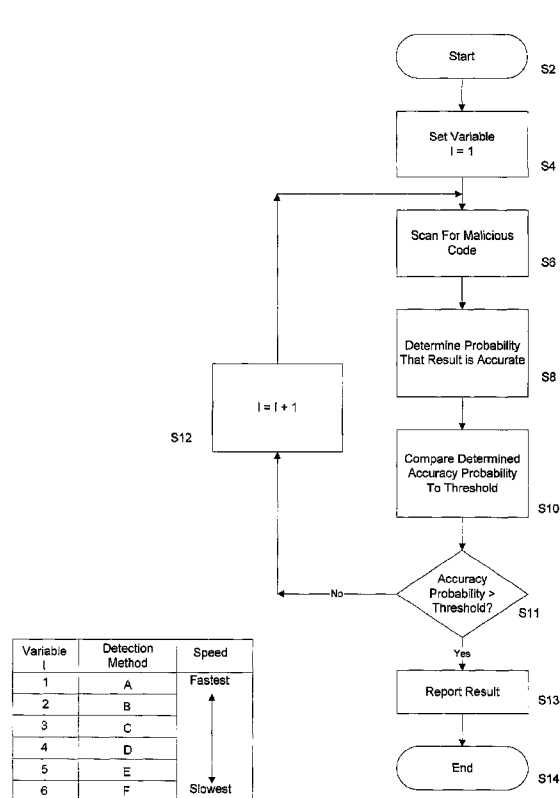 Start
S2
Set Variable
I = 1
S4
Scan For Malicious
Code
S6
Determine Probability
That Result is Accurate
S8
I = I + 1
S12
Compare Determined
Accuracy Probability
To Threshold
S10
Accuracy
Probability >
Threshold?
S11
No
Yes
Report Result
S13
End
S14
Variable I | Detection Method | Speed
1 | A | Fastest
2 | B
3 | C
4 | D
5 | E
6 | F | Slowest